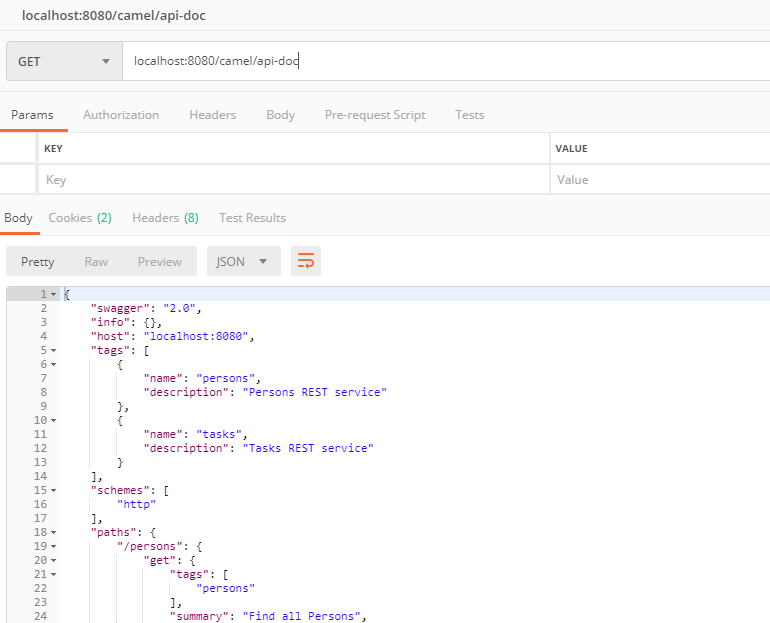 localhost:8080/camel/api-doc
GET localhost:8080/camel/api-doc
Params Authorization Headers Body Pre-request Script Tests
KEY VALUE
Key Value
Body Cookies (2) Headers (8) Test Results
Pretty Raw Preview JSON
1 {
2 "swagger": "2.0",
3 "info": {},
4 "host": "localhost:8080",
5 "tags": [
6 {
7 "name": "persons",
8 "description": "Persons REST service"
9 },
10 {
11 "name": "tasks",
12 "description": "Tasks REST service"
13 }
14 ],
15 "schemes": [
16 "http"
17 ],
18 "paths": {
19 "/persons": {
20 "get": {
21 "tags": [
22 "persons"
23 ],
24 "summary": "Find all Persons",